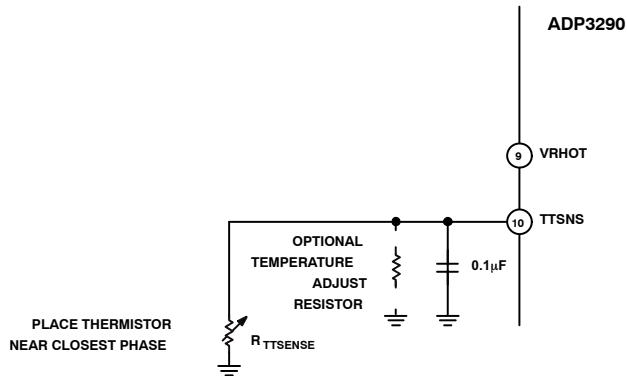 ADP3290
9 VRHOT
10 TTSNS
OPTIONAL
TEMPERATURE
ADJUST
RESISTOR
0.1μF
PLACE THERMISTOR
NEAR CLOSEST PHASE
R TTSENSE